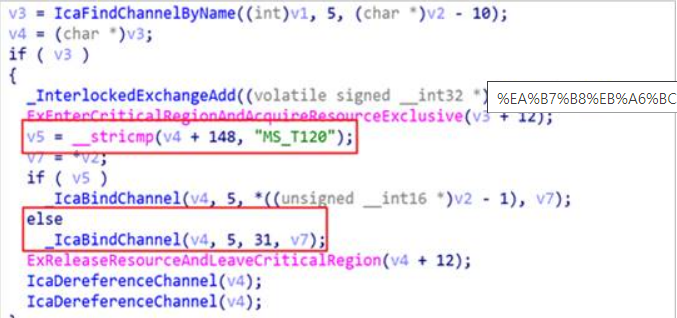 v3 = IcaFindChannelByName((int)v1, 5, (char *)v2 - 10);
v4 = (char *)v3;
if ( v3 )
{
_InterlockedExchangeAdd((volatile signed __int32 *)
%EA%B7%B8%EB%A6%BC
ExEnterCriticalRegionAndAcquireResourceExclusive(v3 + 12);
v5 = __stricmp(v4 + 148, "MS_T120");
v7 = *v2;
if ( v5 )
_IcaBindChannel(v4, 5, *((unsigned __int16 *)v2 - 1), v7);
else
_IcaBindChannel(v4, 5, 31, v7);
ExReleaseResourceAndLeaveCriticalRegion(v4 + 12);
IcaDereferenceChannel(v4);
IcaDereferenceChannel(v4);